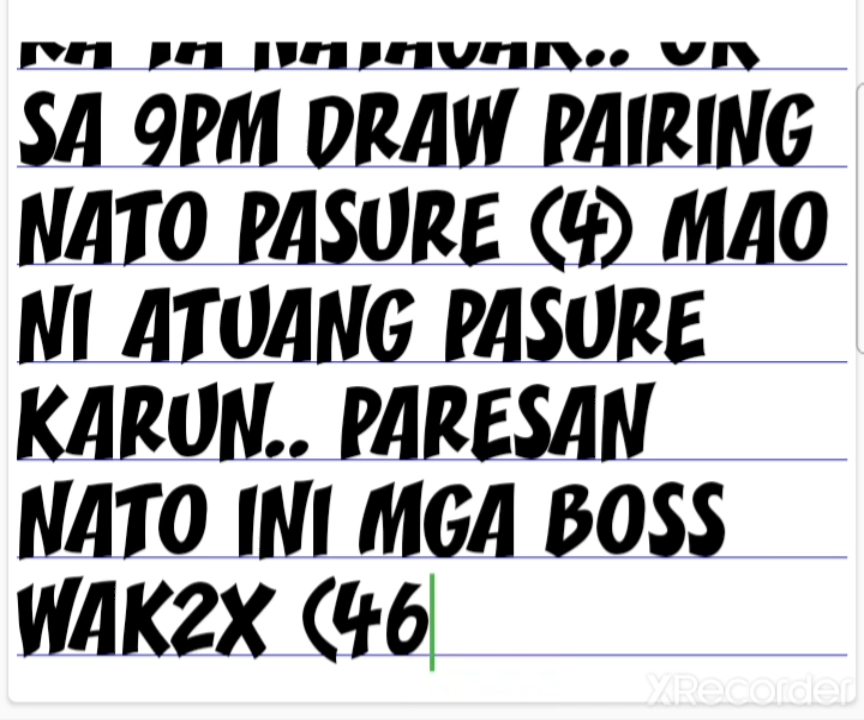 SA 9PM DRAW PAIRING
NATO PASURE (4) MAO
NI ATUANG PASURE
KARUN.. PARESAN
NATO INI MGA BOSS
WAK2X (46
XRecorder